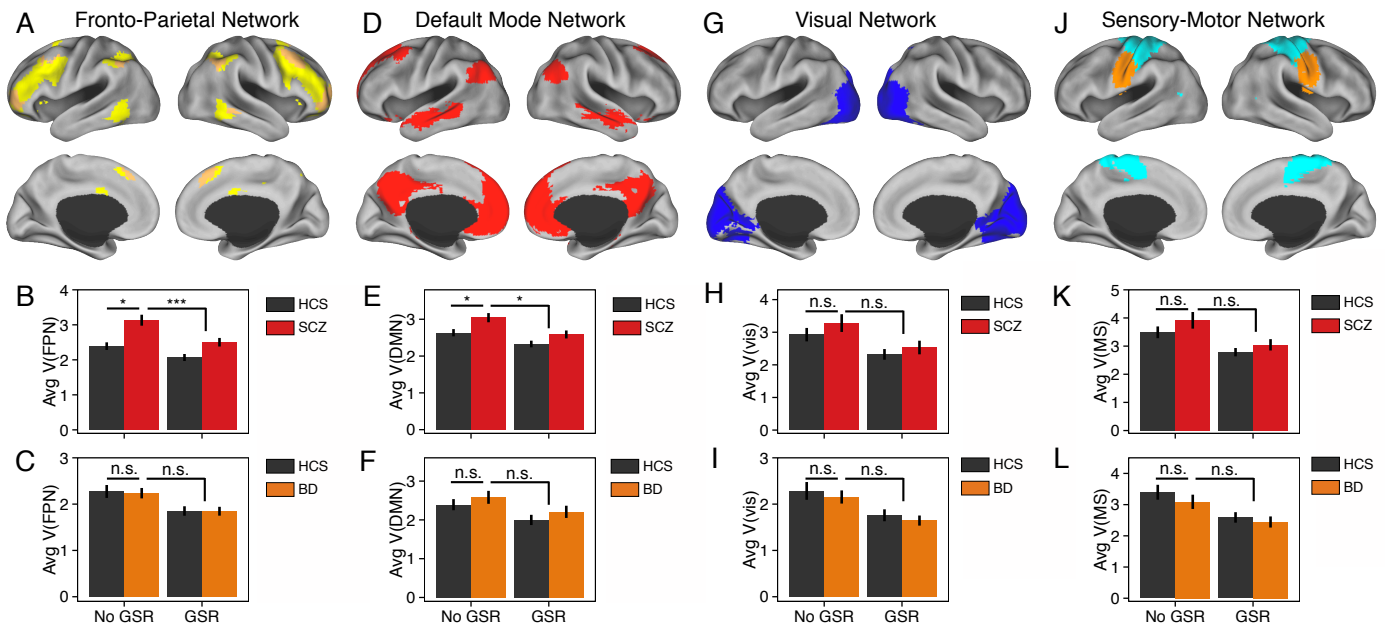 A Fronto-Parietal Network
D Default Mode Network
G Visual Network
J Sensory-Motor Network
B
Avg V(FPN)
4
3
2
1
0
*
***
HCS
SCZ
E
Avg V(DMN)
3
2
1
0
*
*
HCS
SCZ
H
Avg V(vis)
4
3
2
1
0
n.s.
n.s.
HCS
SCZ
K
Avg V(MS)
5
4
3
2
1
0
n.s.
n.s.
HCS
SCZ
C
Avg V(FPN)
3
2
1
0
n.s.
n.s.
HCS
BD
No GSR
GSR
F
Avg V(DMN)
3
2
1
0
n.s.
n.s.
HCS
BD
No GSR
GSR
I
Avg V(vis)
3
2
1
0
n.s.
n.s.
HCS
BD
No GSR
GSR
L
Avg V(MS)
5
4
3
2
1
0
n.s.
n.s.
HCS
BD
No GSR
GSR